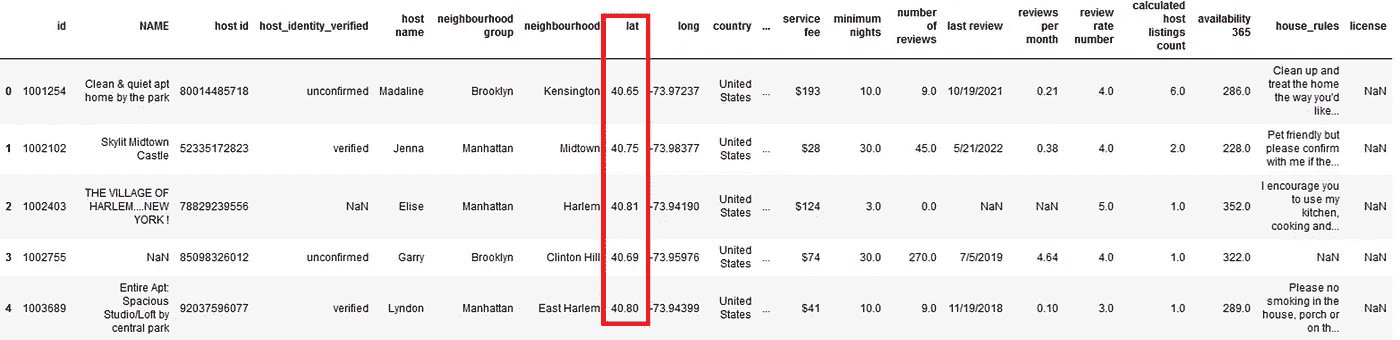 id NAME host id host_identity_verified host name neighbourhood group neighbourhood lat long country ... service fee minimum nights number of reviews last review reviews per month review rate number calculated host listings count availability 365 house_rules license
0 1001254 Clean & quiet apt home by the park 80014485718 unconfirmed Madaline Brooklyn Kensington 40.65 -73.97237 United States ... $193 10.0 9.0 10/19/2021 0.21 4.0 6.0 286.0 Clean up and treat the home the way you'd like... NaN
1 1002102 Skylit Midtown Castle 52335172823 verified Jenna Manhattan Midtown 40.75 -73.98377 United States ... $28 30.0 45.0 5/21/2022 0.38 4.0 2.0 228.0 Pet friendly but please confirm with me if the... NaN
2 1002403 THE VILLAGE OF HARLEM....NEW YORK ! 78829239556 NaN Elise Manhattan Harlem 40.81 -73.94190 United States ... $124 3.0 0.0 NaN NaN 5.0 1.0 352.0 I encourage you to use my kitchen, cooking and... NaN
3 1002755 NaN 85098326012 unconfirmed Garry Brooklyn Clinton Hill 40.69 -73.95976 United States ... $74 30.0 270.0 7/5/2019 4.64 4.0 1.0 322.0 NaN NaN
4 1003689 Entire Apt: Spacious Studio/Loft by central park 92037596077 verified Lyndon Manhattan East Harlem 40.80 -73.94399 United States ... $41 10.0 9.0 11/19/2018 0.10 3.0 1.0 289.0 Please no smoking in the house, porch or on th... NaN